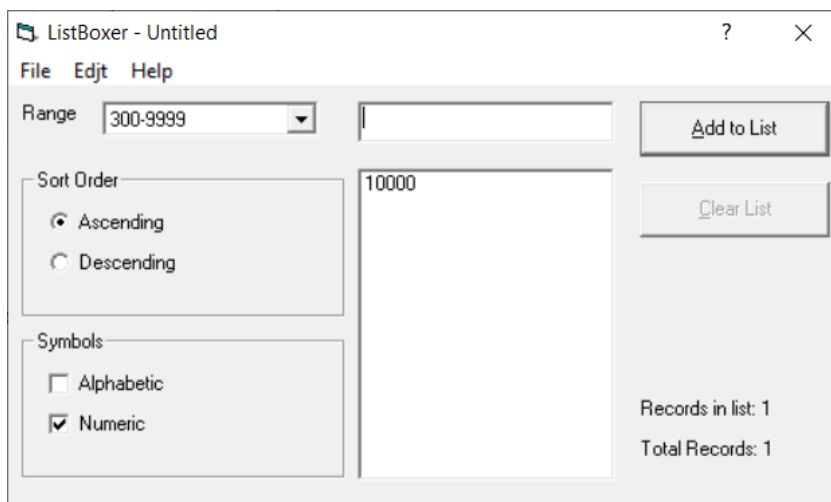 ListBoxer - Untitled ?
File Edjt Help
Range 300-9999 Add to List
Sort Order 10000 Clear List
Ascending
Descending
Symbols
Alphabetic
Numeric
Records in list: 1
Total Records: 1